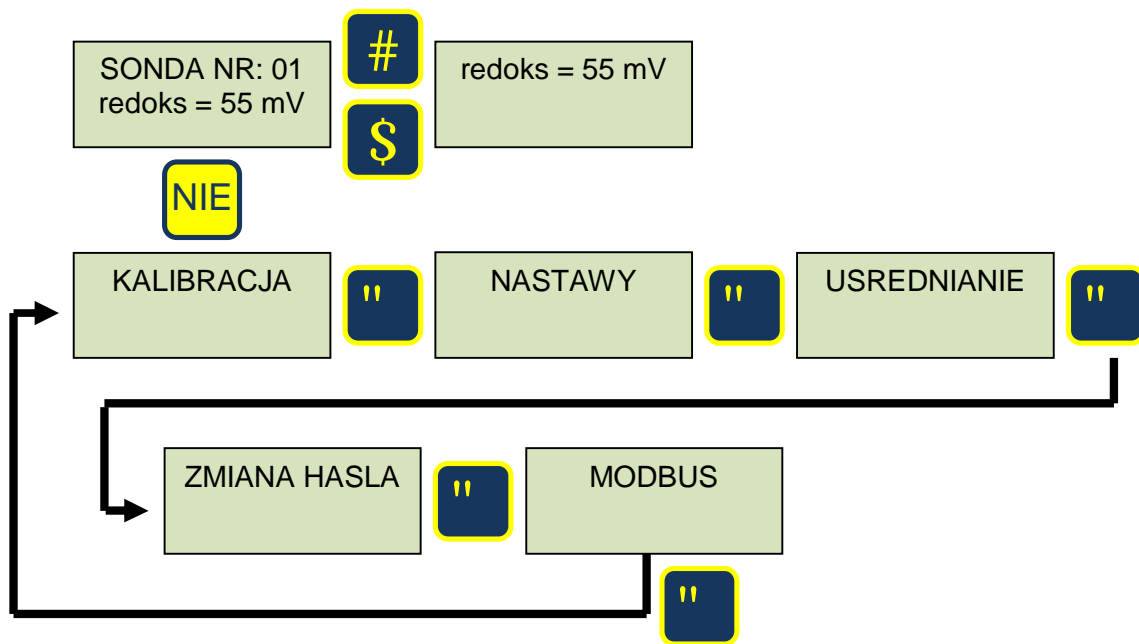 SONDA NR: 01
redoks = 55 mV
#
$
redoks = 55 mV
NIE
KALIBRACJA
"
NASTAWY
"
USREDNIANIE
"
ZMIANA HASLA
"
MODBUS
"